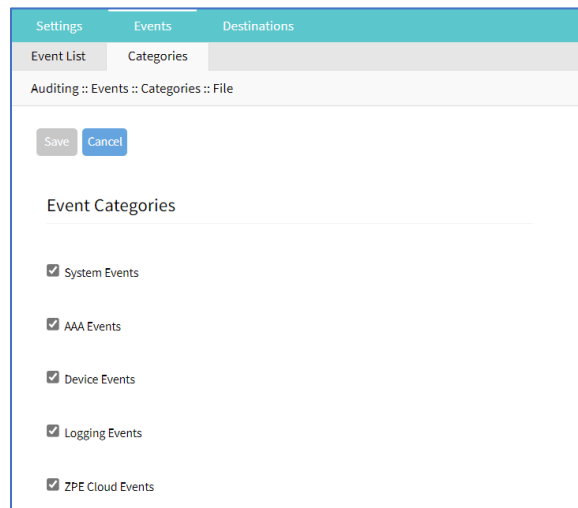 Settings Events Destinations
Event List Categories
Auditing :: Events :: Categories :: File
Save Cancel
Event Categories
System Events
AAA Events
Device Events
Logging Events
ZPE Cloud Events